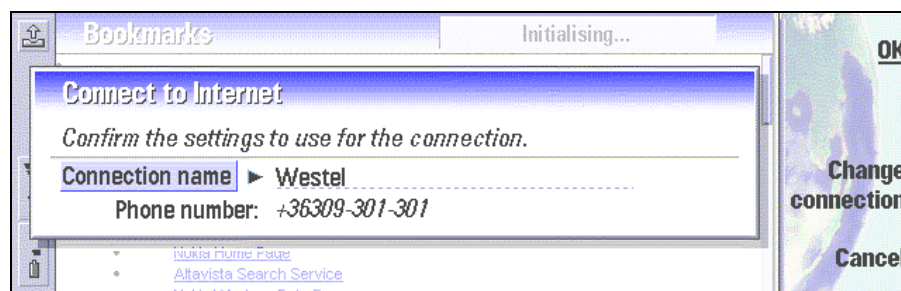 Bookmarks
Initialising...
OK
Connect to Internet
Confirm the settings to use for the connection.
Connection name ► Westel
Phone number: +36309-301-301
Change
connection
Cancel
Nokia Home Page
Altavista Search Service